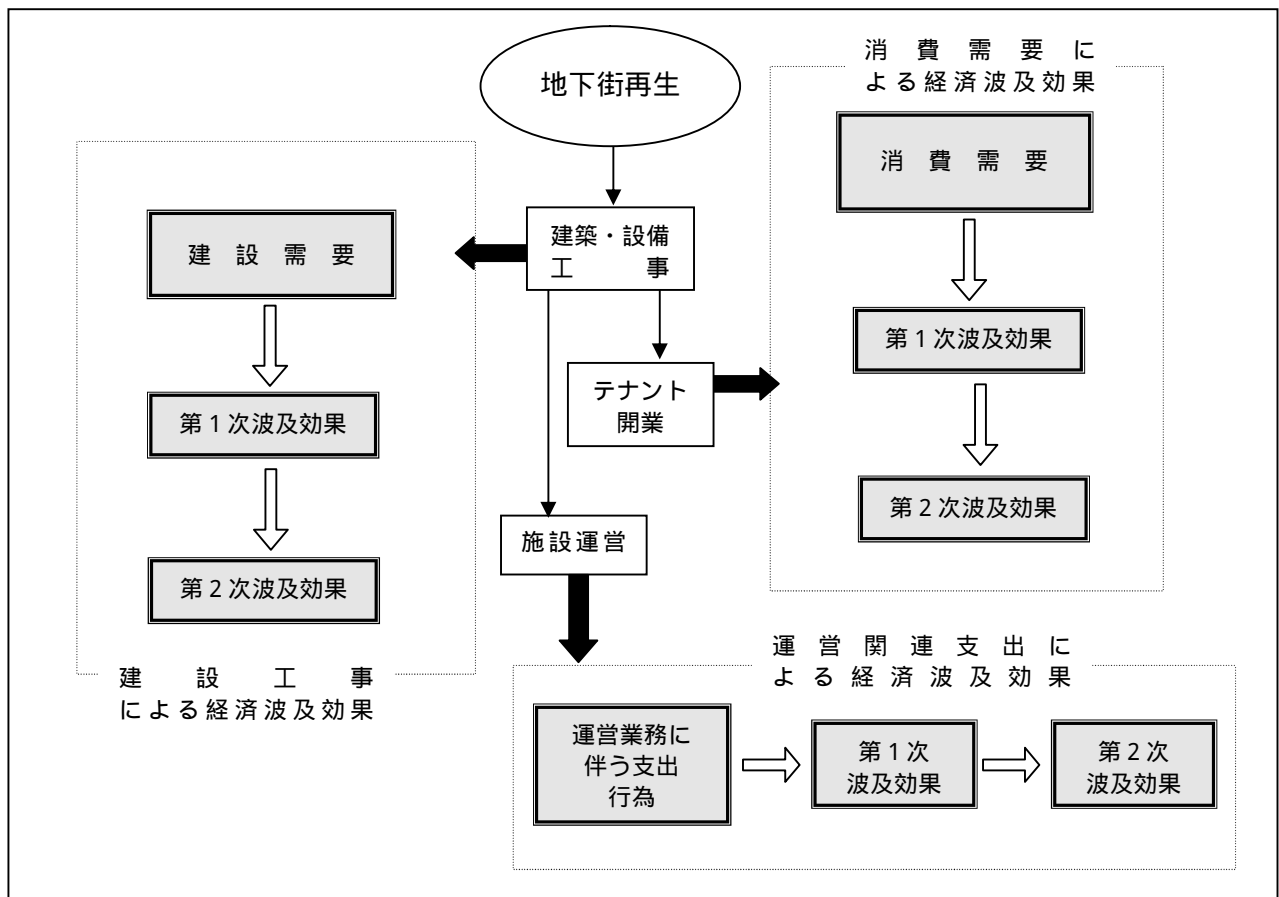 地下街再生
建築・設備
工事
テナント
開業
施設運営
建設需要
第1次波及効果
第2次波及効果
建設工事
による経済波及効果
消費需要に
よる経済波及効果
消費需要
第1次波及効果
第2次波及効果
運営関連支出に
よる経済波及効果
運営業務に
伴う支出
行為
第1次
波及効果
第2次
波及効果